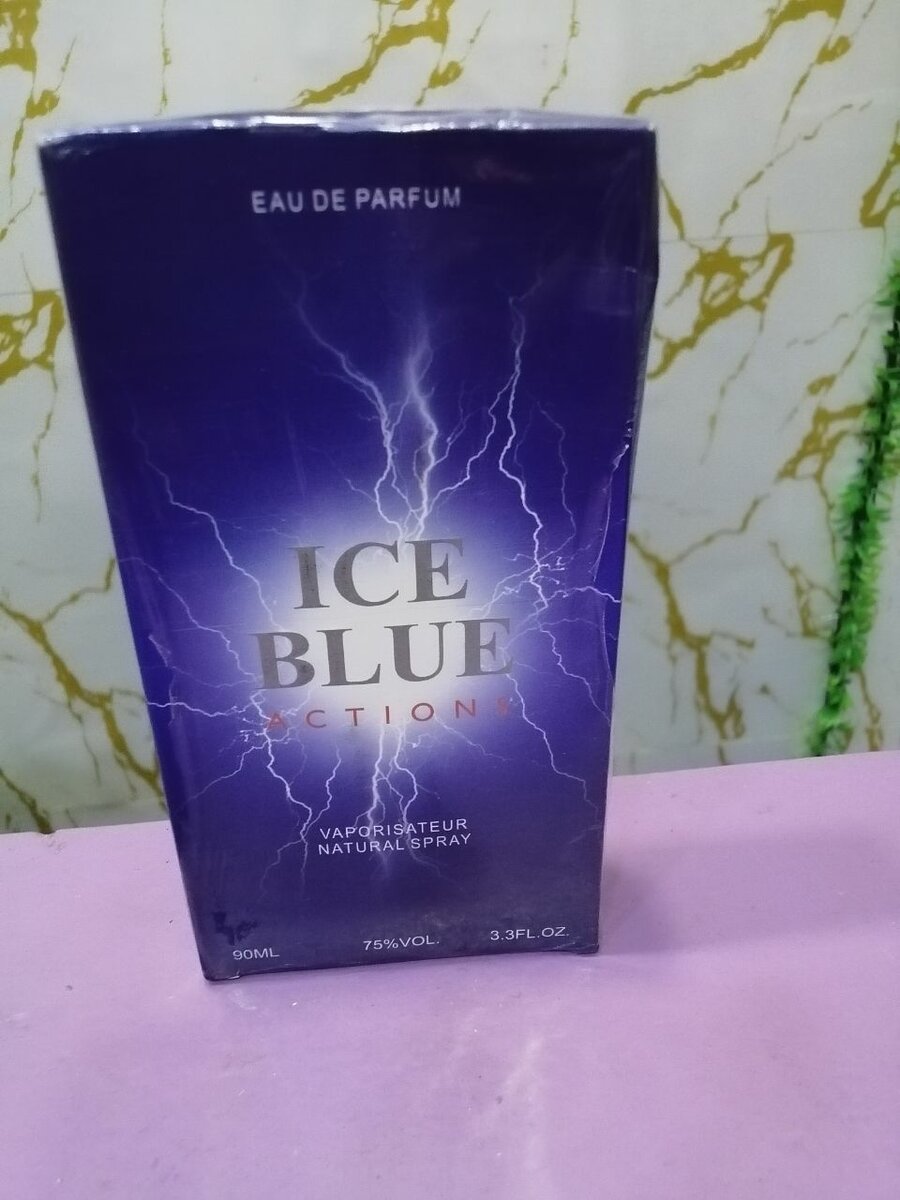 EAU DE PARFUM
ICE
BLUE
ACTIONS
VAPORISATEUR
NATURAL SPRAY
90ML 75%VOL. 3.3FL.OZ.